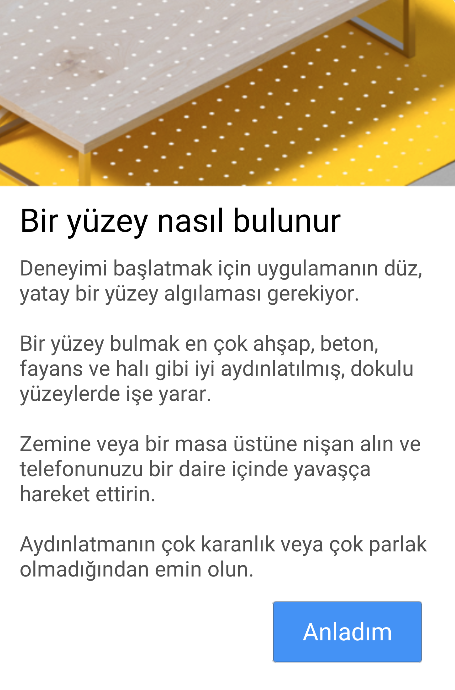 Bir yüzey nasıl bulunur
Deneyimi başlatmak için uygulamanın düz,
yatay bir yüzey algılaması gerekiyor.
Bir yüzey bulmak en çok ahşap, beton,
fayans ve halı gibi iyi aydınlatılmış, dokulu
yüzeylerde işe yarar.
Zemine veya bir masa üstüne nişan alın ve
telefonunuzu bir daire içinde yavaşça
hareket ettirin.
Aydınlatmanın çok karanlık veya çok parlak
olmadığından emin olun.
Anladım